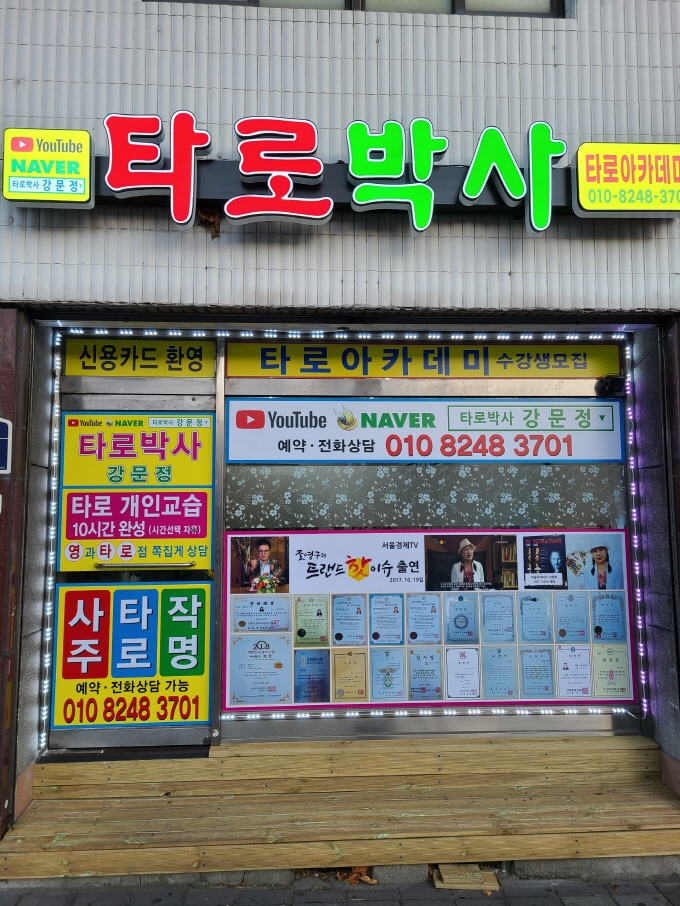 YouTube
NAVER
타로박사 강문정
타로박사
타로아카데미
010-8248-370
신용카드 환영
타로아카데미 수강생모집
YouTube NAVER 타로박사 강문정
타로박사
강문정
타로 개인교습
10시간 완성 (시간선택 자유)
영과 타로 점 쪽집게 상담
YouTube NAVER 타로박사 강문정
예약·전화상담 010 8248 3701
서울경제TV
조영구의
트랜드 핫이슈 출연
2017, 10. 19일
사주 타로 작명
예약·전화상담 가능
010 8248 3701